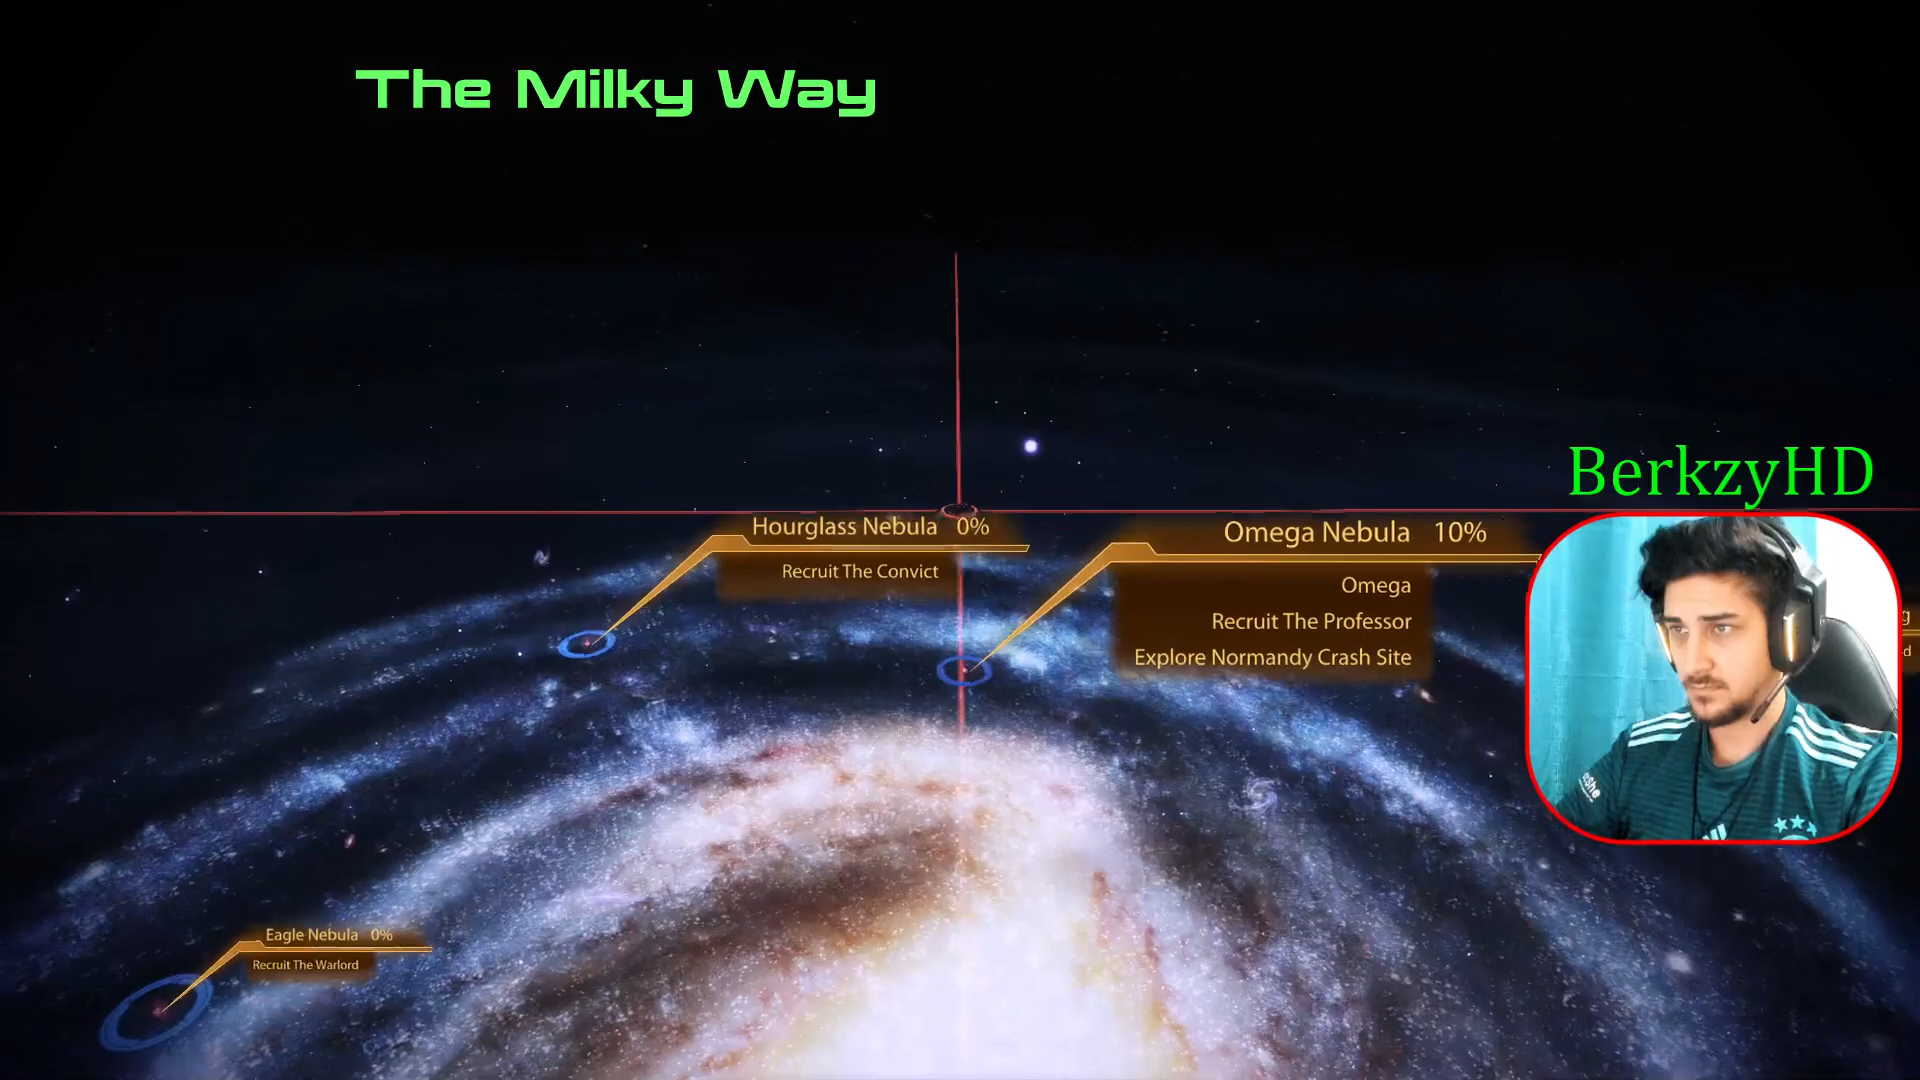 The Milky Way
BerkzyHD
Hourglass Nebula 0%
Recruit The Convict
Omega Nebula 10%
Omega
Recruit The Professor
Explore Normandy Crash Site
Eagle Nebula 0%
Recruit The Warlord